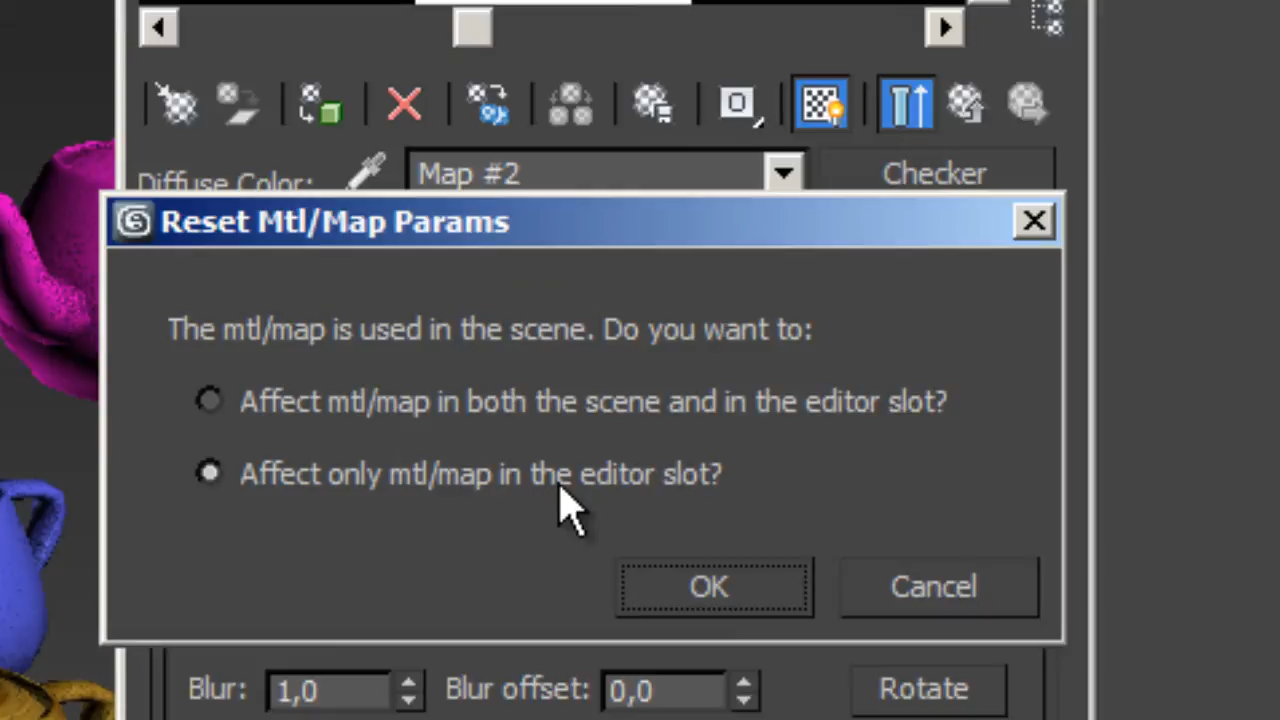 Diffuse Color: Map #2 Checker
Reset Mtl/Map Params
The mtl/map is used in the scene. Do you want to:
Affect mtl/map in both the scene and in the editor slot?
Affect only mtl/map in the editor slot?
OK Cancel
Blur: 1,0 Blur offset: 0,0 Rotate